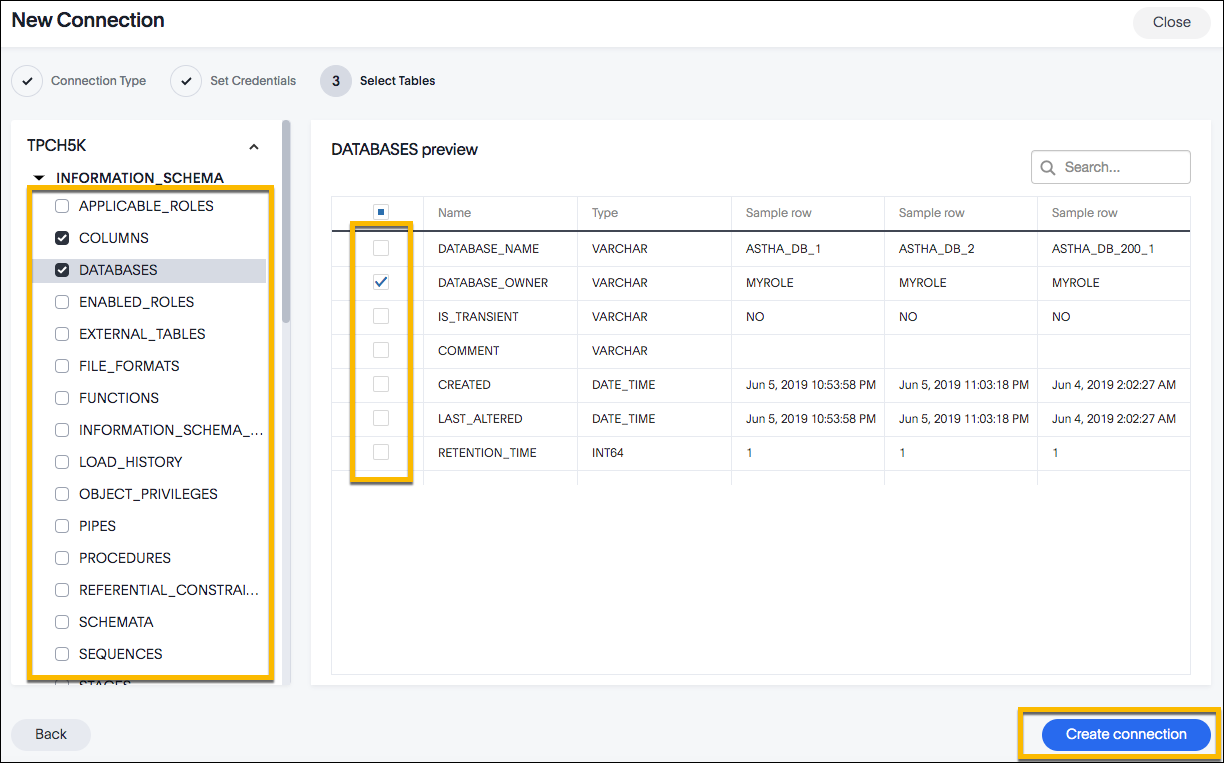 New Connection
Close
Connection Type
Set Credentials
3
Select Tables
TPCH5K
INFORMATION_SCHEMA
APPLICABLE_ROLES
COLUMNS
DATABASES
ENABLED_ROLES
EXTERNAL_TABLES
FILE_FORMATS
FUNCTIONS
INFORMATION_SCHEMA_...
LOAD_HISTORY
OBJECT_PRIVILEGES
PIPES
PROCEDURES
REFERENTIAL_CONSTRAI...
SCHEMATA
SEQUENCES
STAGES
DATABASES preview
Search...
Name Type Sample row Sample row Sample row
DATABASE_NAME VARCHAR ASTHA_DB_1 ASTHA_DB_2 ASTHA_DB_200_1
DATABASE_OWNER VARCHAR MYROLE MYROLE MYROLE
IS_TRANSIENT VARCHAR NO NO NO
COMMENT VARCHAR
CREATED DATE_TIME Jun 5, 2019 10:53:58 PM Jun 5, 2019 11:03:18 PM Jun 4, 2019 2:02:27 AM
LAST_ALTERED DATE_TIME Jun 5, 2019 10:53:58 PM Jun 5, 2019 11:03:18 PM Jun 4, 2019 2:02:27 AM
RETENTION_TIME INT64 1 1 1
Back
Create connection